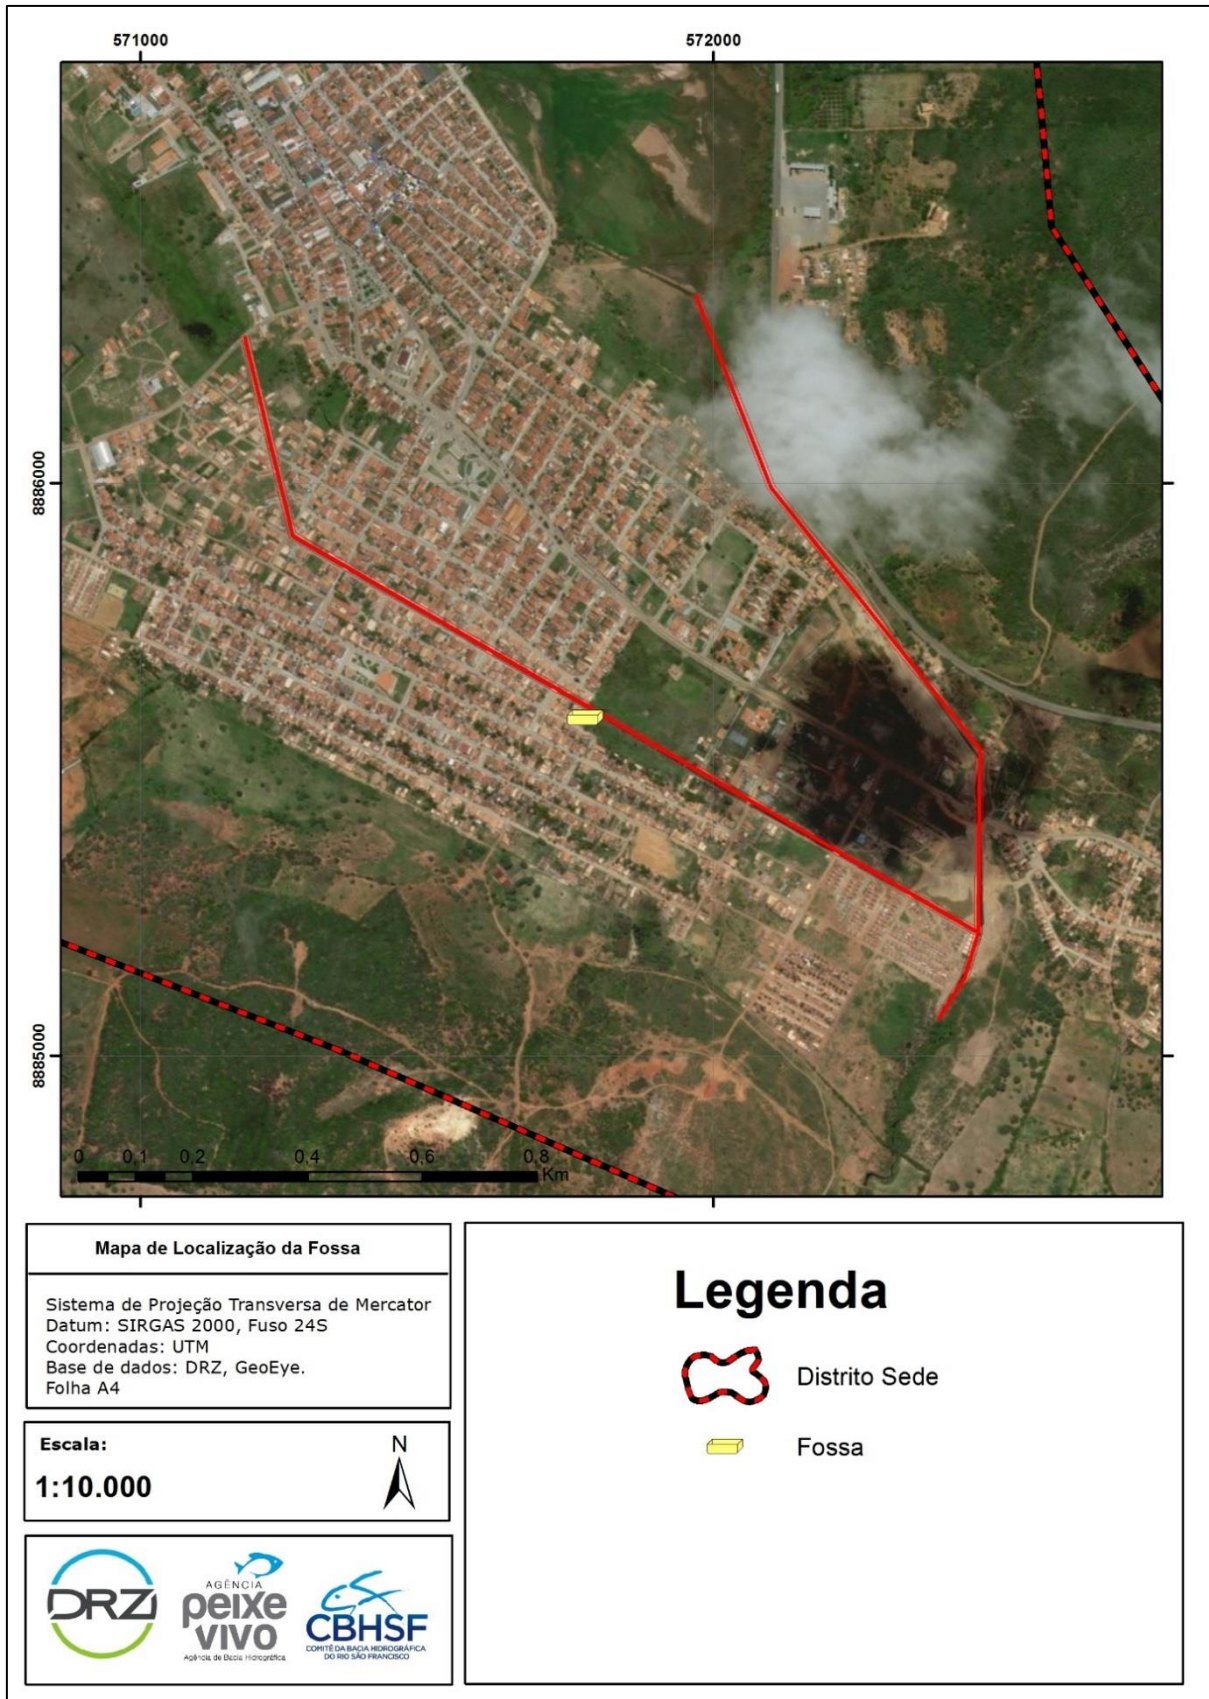 571000
572000
8886000
8885000
0 0,1 0,2 0,4 0,6 0,8
Km
Mapa de Localização da Fossa
Sistema de Projeção Transversa de Mercator
Datum: SIRGAS 2000, Fuso 24S
Coordenadas: UTM
Base de dados: DRZ, GeoEye.
Folha A4
Escala:
1:10.000
N
DRZ
AGÊNCIA
peixe
vivo
Agência de Bacia Hidrográfica
CBHSF
COMITÊ DA BACIA HIDROGRÁFICA
DO RIO SÃO FRANCISCO
Legenda
Distrito Sede
Fossa